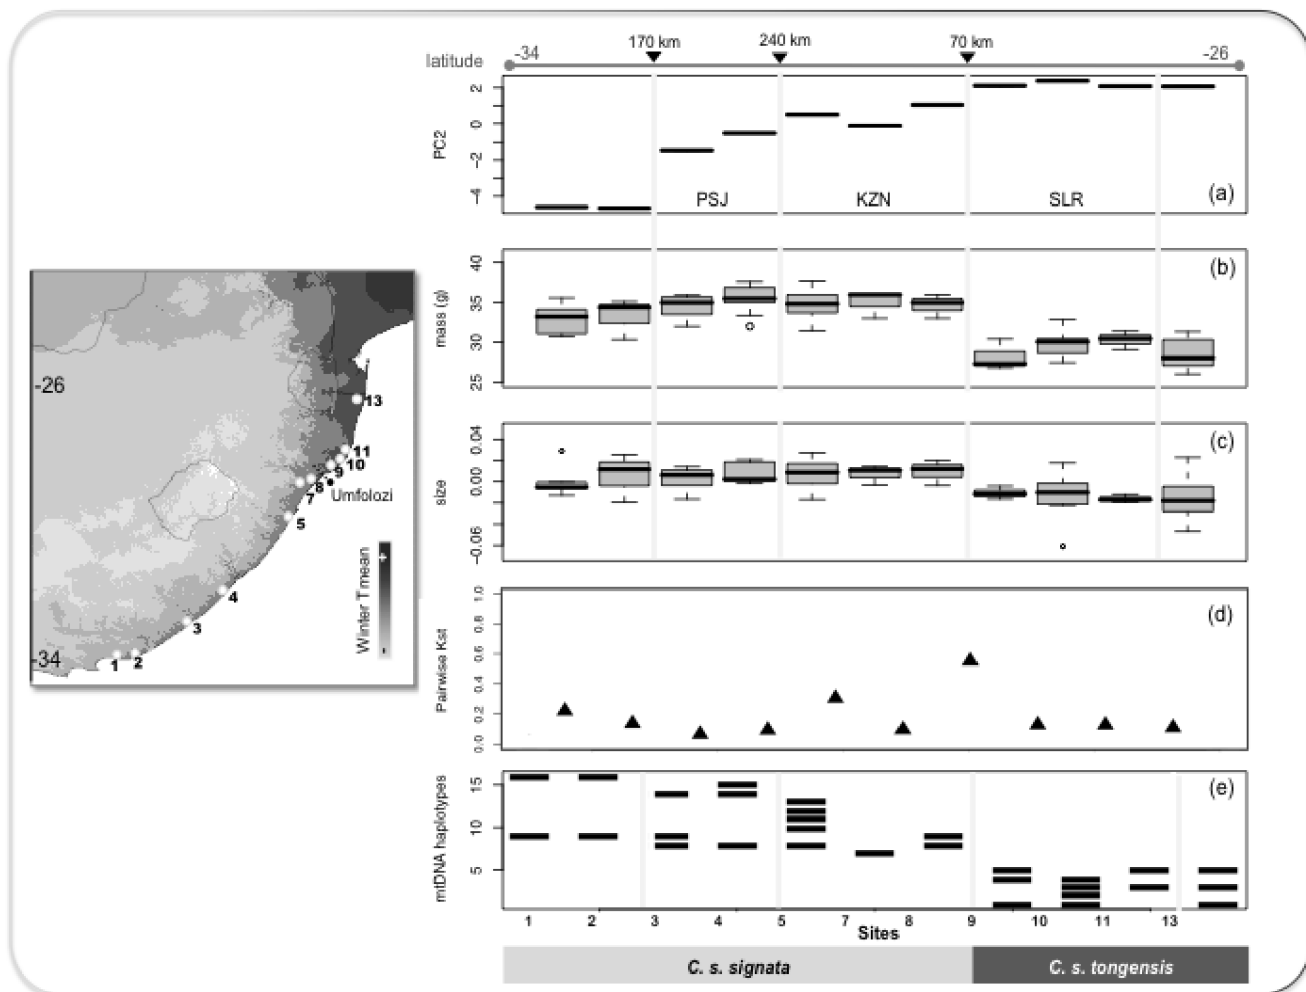 170 km 240 km 70 km
latitude -34 -26
2
0
-2
-4
PC2
PSJ KZN SLR (a)
40
35
30
25
mass (g)
(b)
0.04
0.00
-0.06
size
(c)
1.0
0.8
0.6
0.4
0.2
0.0
Pairwise Kst
(d)
15
10
5
mtDNA haplotypes
(e)
1 2 3 4 5 7 8 9 10 11 13
Sites
C. s. signata C. s. tongensis
-26
13
11
10
9
8
7
Umfolozi
5
4
3
2
1
-34
Winter T mean
+
-